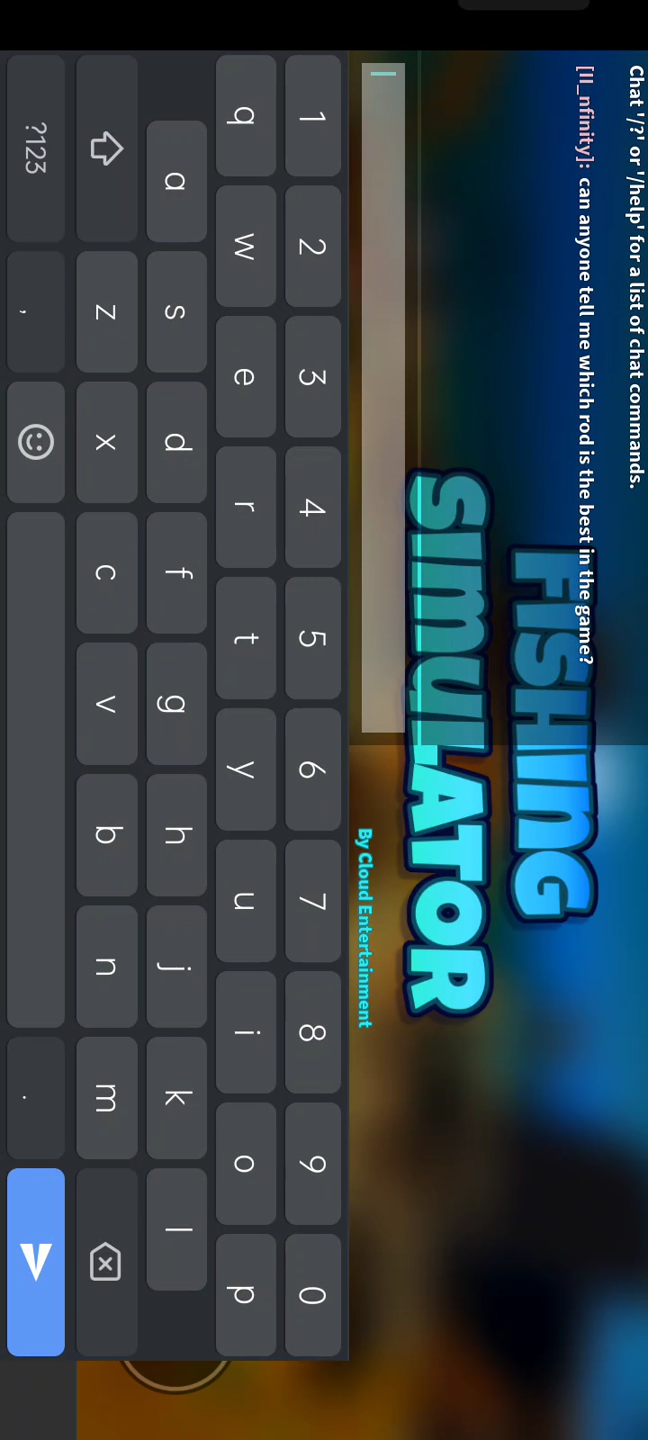 Chat '/?' or '/help' for a list of chat commands.
[II_nfinity]: can anyone tell me which rod is the best in the game?
FISHING
SIMULATOR
By Cloud Entertainment
1 2 3 4 5 6 7 8 9 0
q w e r t y u i o p
a s d f g h j k l
z x c v b n m
?123 , .